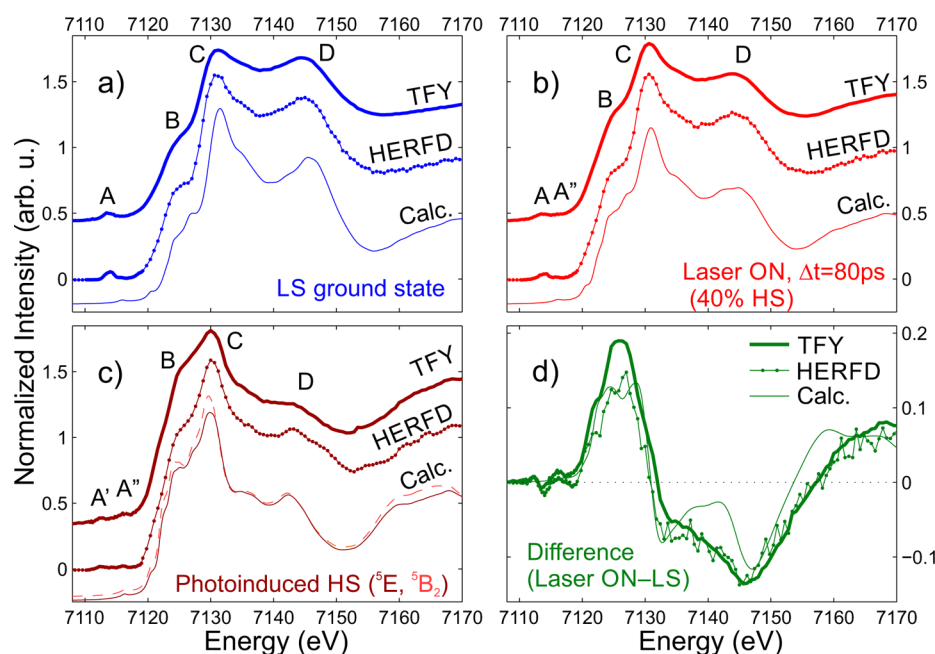 7110 7120 7130 7140 7150 7160 7170
7110 7120 7130 7140 7150 7160 7170
a)
A
B
C
D
TFY
HERFD
Calc.
LS ground state
1.5
1
0.5
0
b)
A A”
B
C
D
TFY
HERFD
Calc.
Laser ON, Δt=80ps
(40% HS)
1.5
1
0.5
0
Normalized Intensity (arb. u.)
c)
A’ A”
B
C
D
TFY
HERFD
Calc.
Photoinduced HS (⁵E, ⁵B₂)
1.5
1
0.5
0
d)
TFY
HERFD
Calc.
Difference
(Laser ON–LS)
0.2
0.1
0
−0.1
7110 7120 7130 7140 7150 7160 7170
Energy (eV)
7110 7120 7130 7140 7150 7160 7170
Energy (eV)